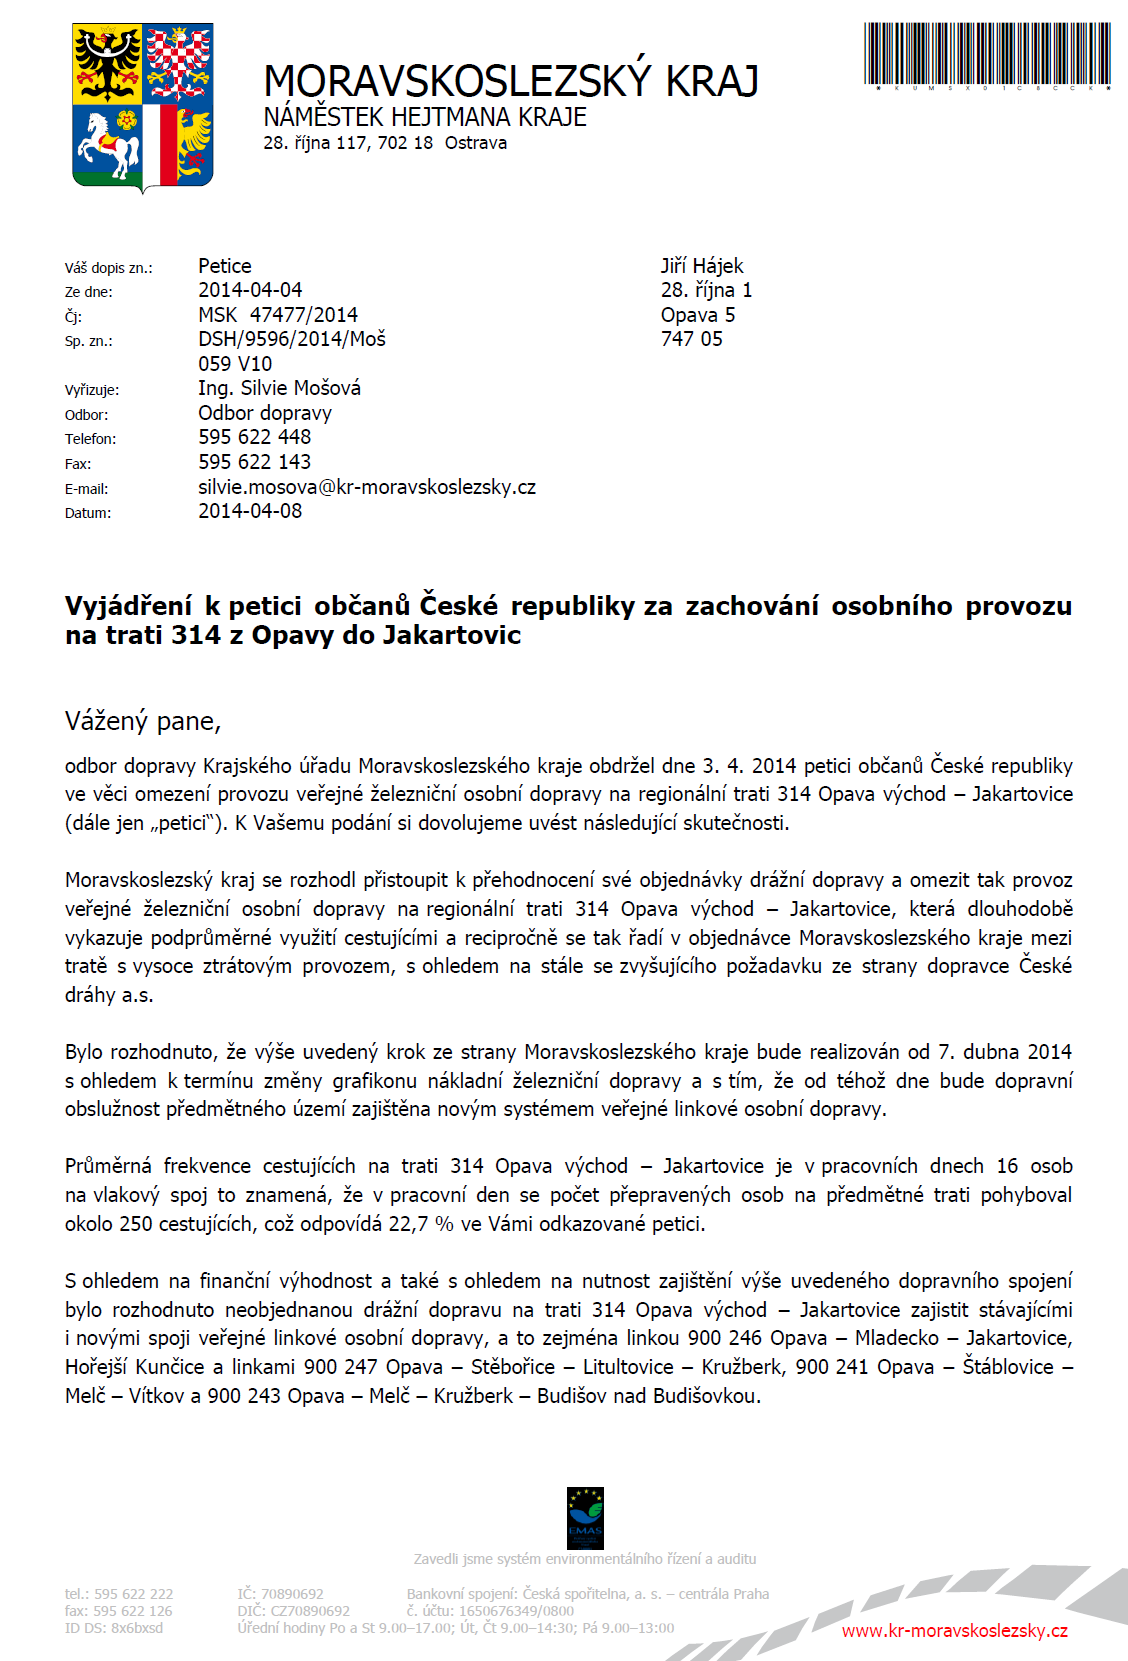 MORAVSKOSLEZSKÝ KRAJ
NÁMĚSTEK HEJTMANA KRAJE
28. října 117, 702 18 Ostrava
*KUMSX01C8CCK*
Váš dopis zn.: Petice
Ze dne: 2014-04-04
Čj: MSK 47477/2014
Sp. zn.: DSH/9596/2014/Moš
059 V10
Vyřizuje: Ing. Silvie Mošová
Odbor: Odbor dopravy
Telefon: 595 622 448
Fax: 595 622 143
E-mail: silvie.mosova@kr-moravskoslezsky.cz
Datum: 2014-04-08
Jiří Hájek
28. října 1
Opava 5
747 05
Vyjádření k petici občanů České republiky za zachování osobního provozu
na trati 314 z Opavy do Jakartovic
Vážený pane,
odbor dopravy Krajského úřadu Moravskoslezského kraje obdržel dne 3. 4. 2014 petici občanů České republiky
ve věci omezení provozu veřejné železniční osobní dopravy na regionální trati 314 Opava východ – Jakartovice
(dále jen „petici“). K Vašemu podání si dovolujeme uvést následující skutečnosti.
Moravskoslezský kraj se rozhodl přistoupit k přehodnocení své objednávky drážní dopravy a omezit tak provoz
veřejné železniční osobní dopravy na regionální trati 314 Opava východ – Jakartovice, která dlouhodobě
vykazuje podprůměrné využití cestujícími a recipročně se tak řadí v objednávce Moravskoslezského kraje mezi
tratě s vysoce ztrátovým provozem, s ohledem na stále se zvyšujícího požadavku ze strany dopravce České
dráhy a.s.
Bylo rozhodnuto, že výše uvedený krok ze strany Moravskoslezského kraje bude realizován od 7. dubna 2014
s ohledem k termínu změny grafikonu nákladní železniční dopravy a s tím, že od téhož dne bude dopravní
obslužnost předmětného území zajištěna novým systémem veřejné linkové osobní dopravy.
Průměrná frekvence cestujících na trati 314 Opava východ – Jakartovice je v pracovních dnech 16 osob
na vlakový spoj to znamená, že v pracovní den se počet přepravených osob na předmětné trati pohyboval
okolo 250 cestujících, což odpovídá 22,7 % ve Vámi odkazované petici.
S ohledem na finanční výhodnost a také s ohledem na nutnost zajištění výše uvedeného dopravního spojení
bylo rozhodnuto neobjednanou drážní dopravu na trati 314 Opava východ – Jakartovice zajistit stávajícími
i novými spoji veřejné linkové osobní dopravy, a to zejména linkou 900 246 Opava – Mladecko – Jakartovice,
Hořejší Kunčice a linkami 900 247 Opava – Stěbořice – Litultovice – Kružberk, 900 241 Opava – Štáblovice –
Melč – Vítkov a 900 243 Opava – Melč – Kružberk – Budišov nad Budišovkou.
EMAS
Zavedli jsme systém environmentálního řízení a auditu
tel.: 595 622 222 IČ: 70890692 Bankovní spojení: Česká spořitelna, a. s. – centrála Praha
fax: 595 622 126 DIČ: CZ70890692 č. účtu: 1650676349/0800
ID DS: 8x6bxsd Úřední hodiny Po a St 9.00–17.00; Út, Čt 9.00–14:30; Pá 9.00–13:00
www.kr-moravskoslezsky.cz